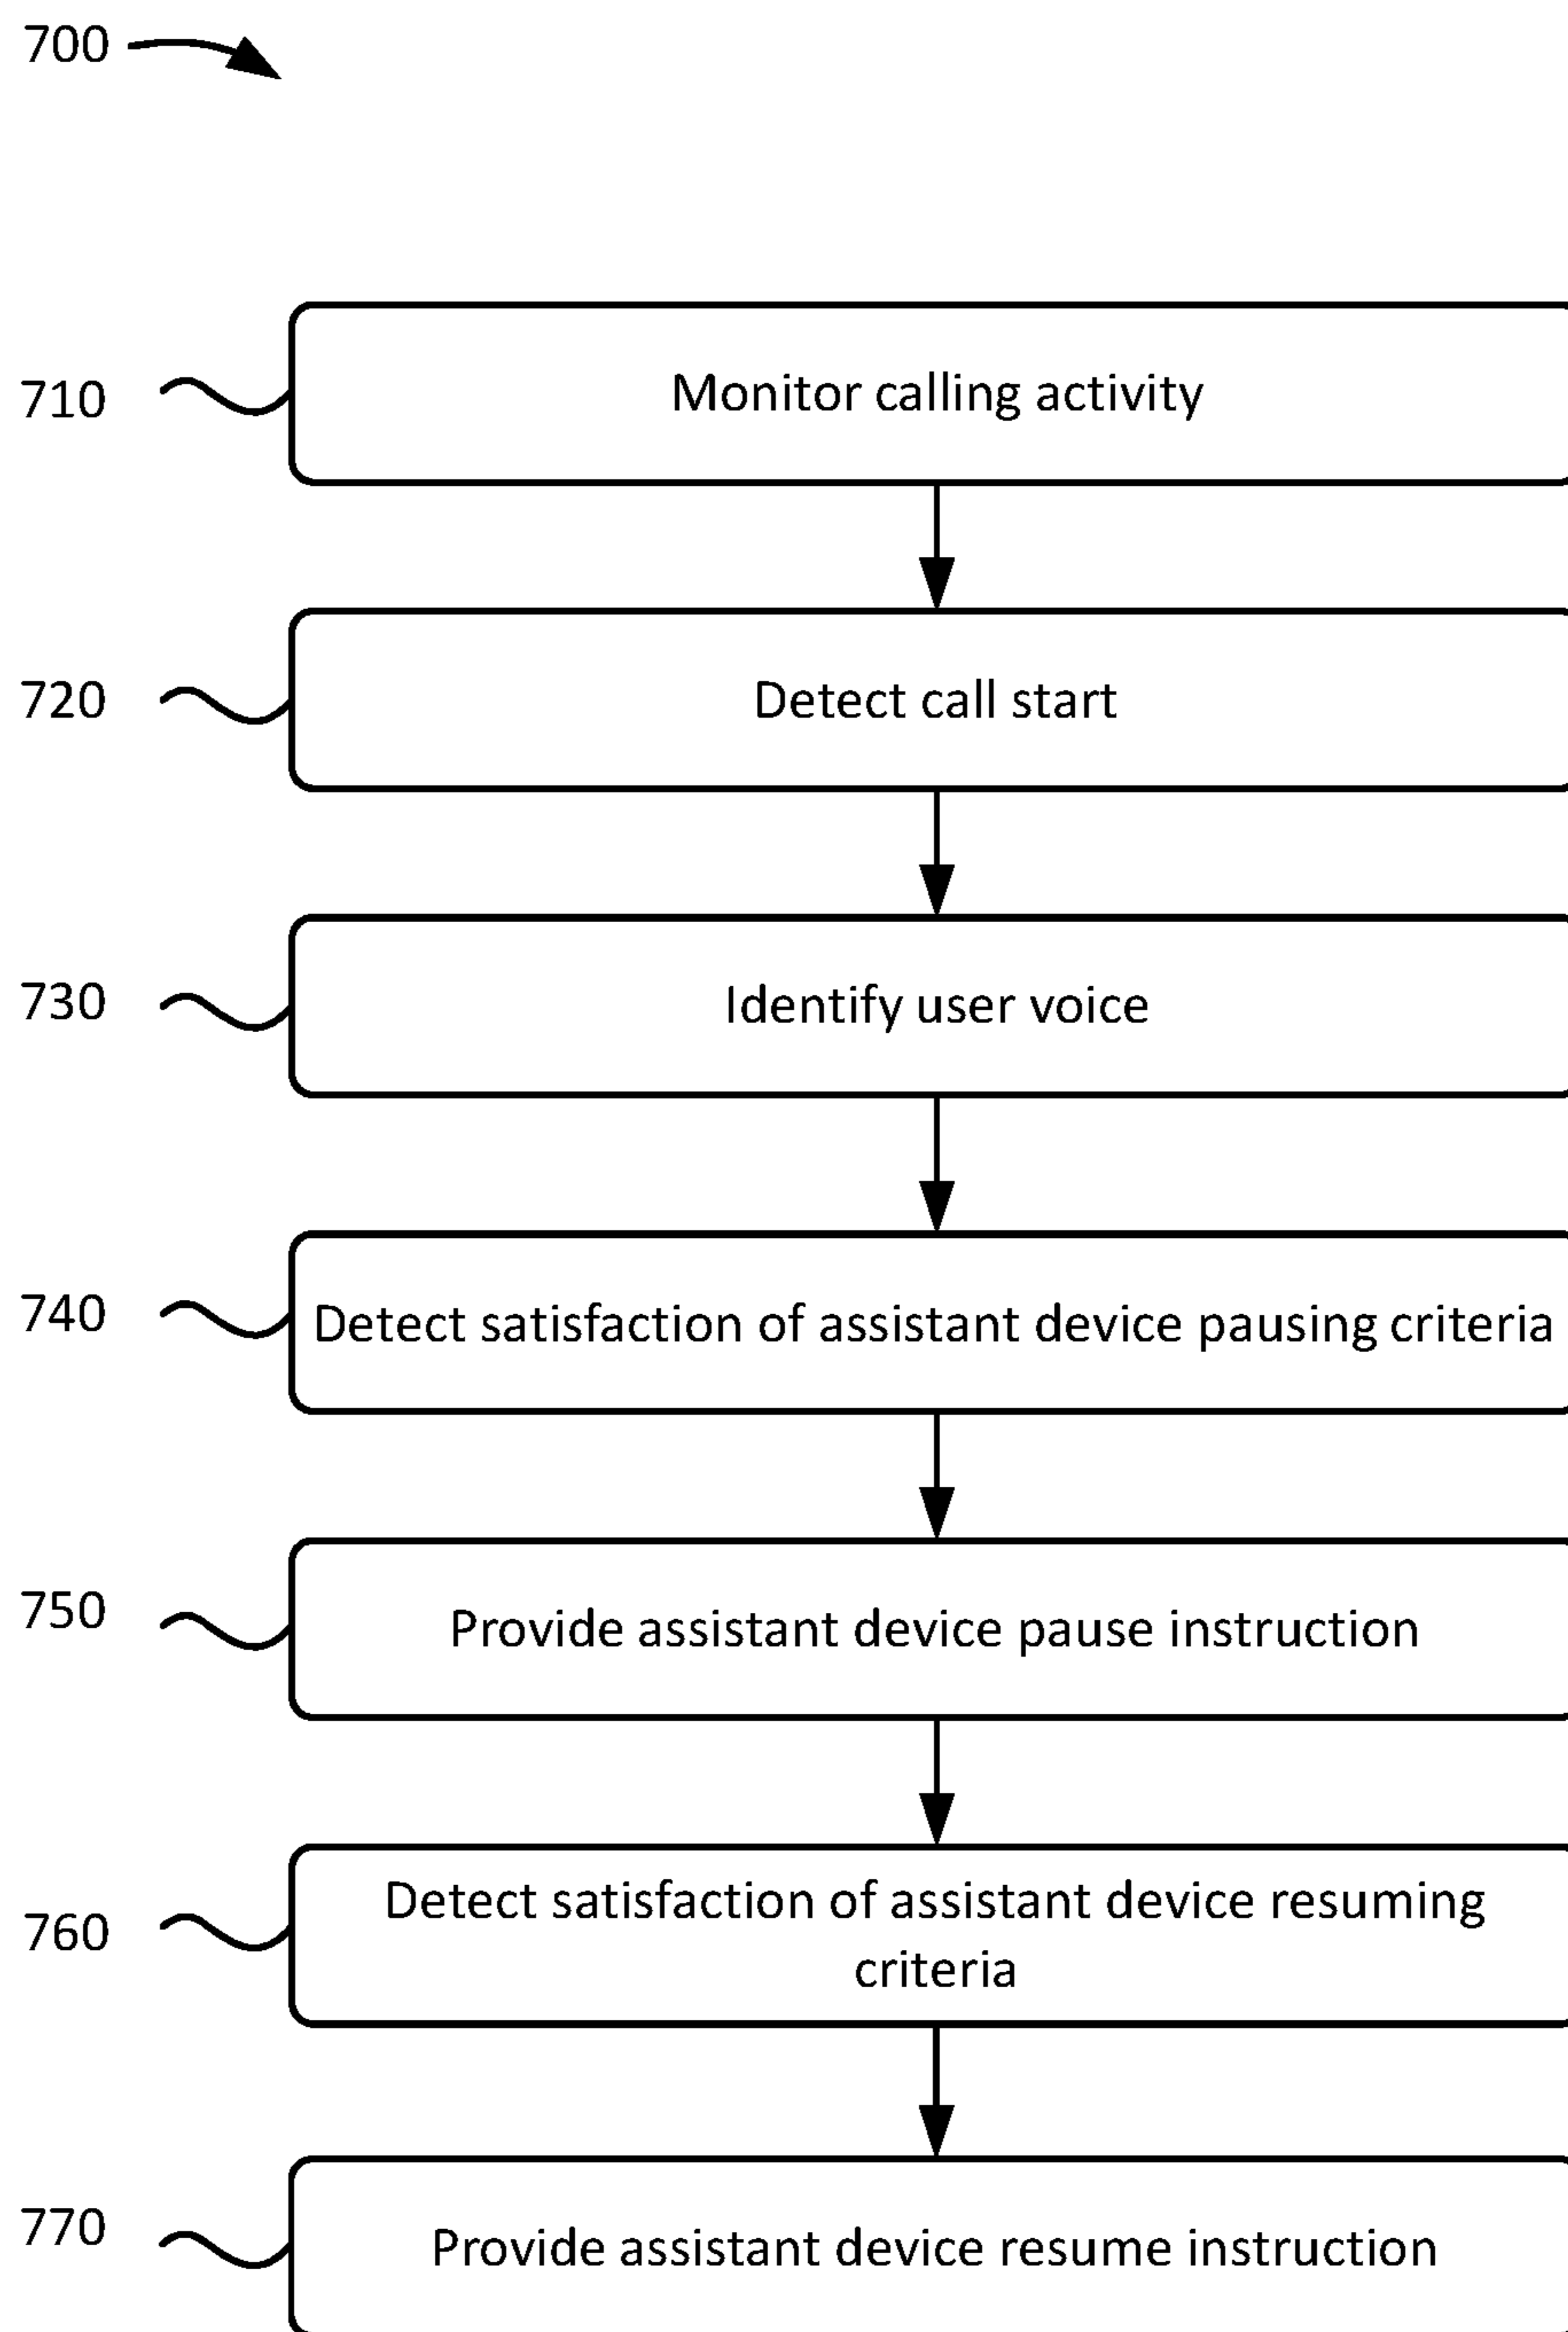 700
710
Monitor calling activity
720
Detect call start
730
Identify user voice
740
Detect satisfaction of assistant device pausing criteria
750
Provide assistant device pause instruction
760
Detect satisfaction of assistant device resuming
criteria
770
Provide assistant device resume instruction